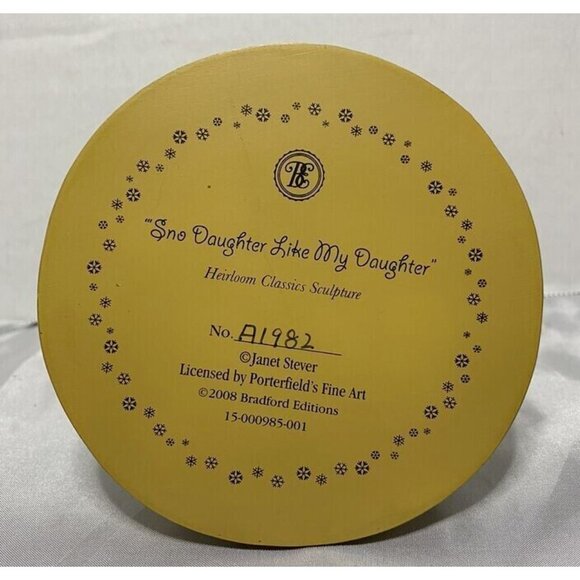 BE
"'Sno Daughter Like My Daughter"
Heirloom Classics Sculpture
No. A1982
©Janet Stever
Licensed by Porterfield's Fine Art
©2008 Bradford Editions
15-000985-001